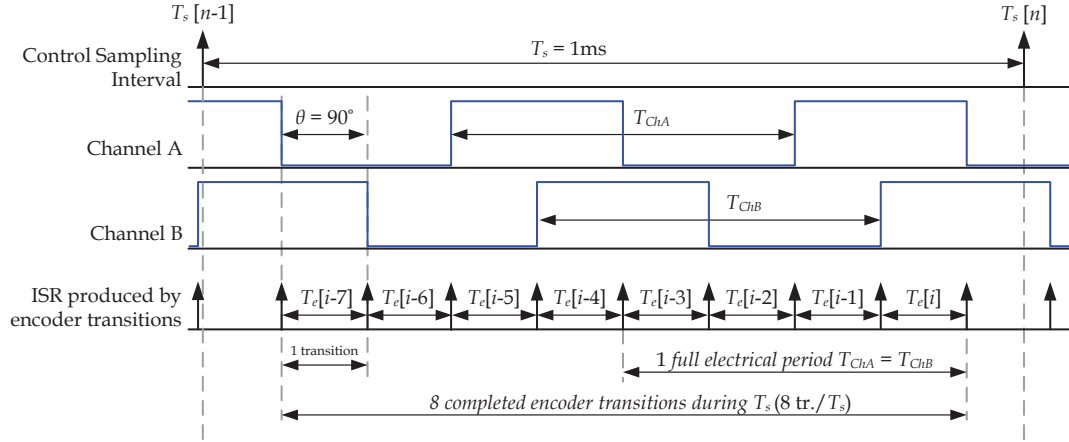 T_s [n-1]
T_s [n]
Control Sampling
Interval
T_s = 1ms
θ = 90°
T_ChA
Channel A
T_ChB
Channel B
ISR produced by
encoder transitions
T_e[i-7]
T_e[i-6]
T_e[i-5]
T_e[i-4]
T_e[i-3]
T_e[i-2]
T_e[i-1]
T_e[i]
1 transition
1 full electrical period T_ChA = T_ChB
8 completed encoder transitions during T_s (8 tr./T_s)